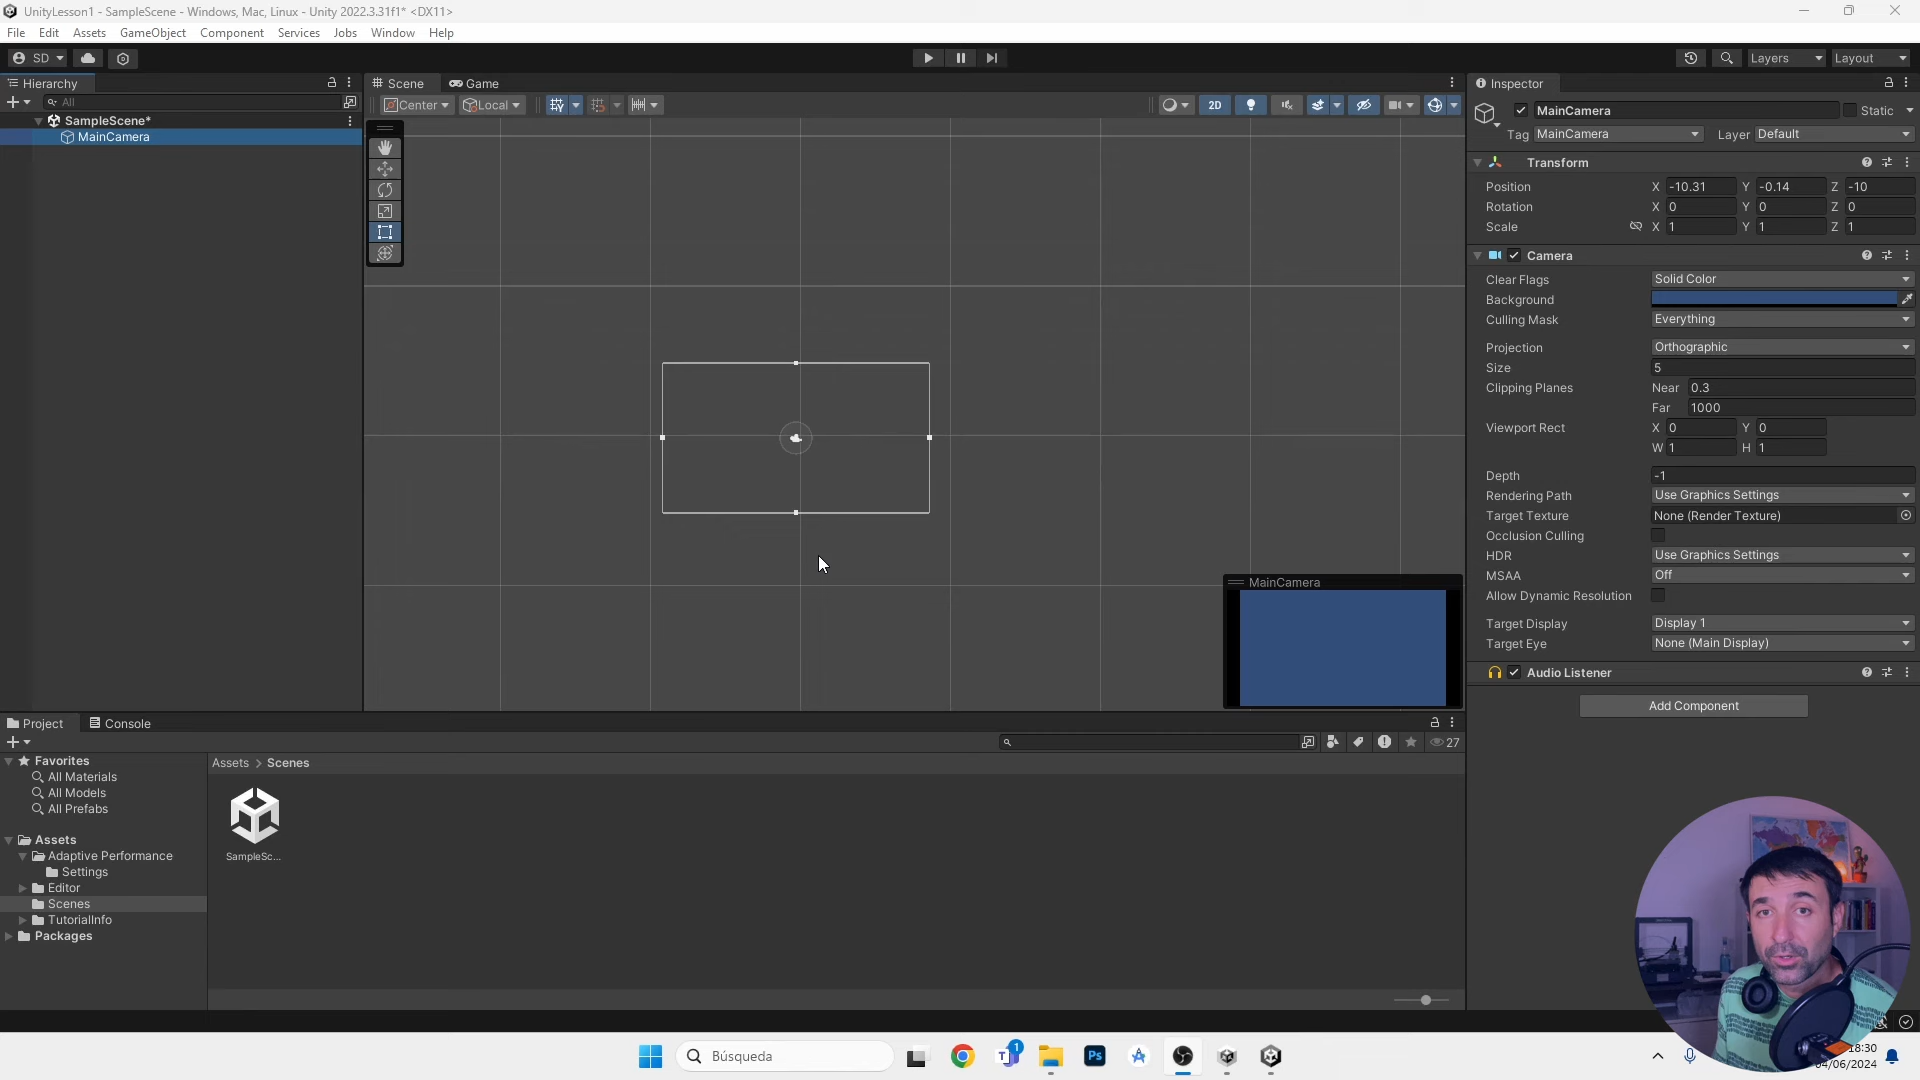 UnityLesson1 - SampleScene - Windows, Mac, Linux - Unity 2022.3.31f1* <DX11>
File Edit Assets GameObject Component Services Jobs Window Help
SD Layers Layout
Hierarchy
All
SampleScene*
MainCamera
Scene Game
Center Local 2D
MainCamera
Inspector
MainCamera Static
Tag MainCamera Layer Default
Transform
Position X -10.31 Y -0.14 Z -10
Rotation X 0 Y 0 Z 0
Scale X 1 Y 1 Z 1
Camera
Clear Flags Solid Color
Background
Culling Mask Everything
Projection Orthographic
Size 5
Clipping Planes Near 0.3
Far 1000
Viewport Rect X 0 Y 0
W 1 H 1
Depth -1
Rendering Path Use Graphics Settings
Target Texture None (Render Texture)
Occlusion Culling
HDR Use Graphics Settings
MSAA Off
Allow Dynamic Resolution
Target Display Display 1
Target Eye None (Main Display)
Audio Listener
Add Component
Project Console
27
Favorites
All Materials
All Models
All Prefabs
Assets
Adaptive Performance
Settings
Editor
Scenes
TutorialInfo
Packages
Assets > Scenes
SampleSc...
Búsqueda
Ps
1
18:30
04/06/2024